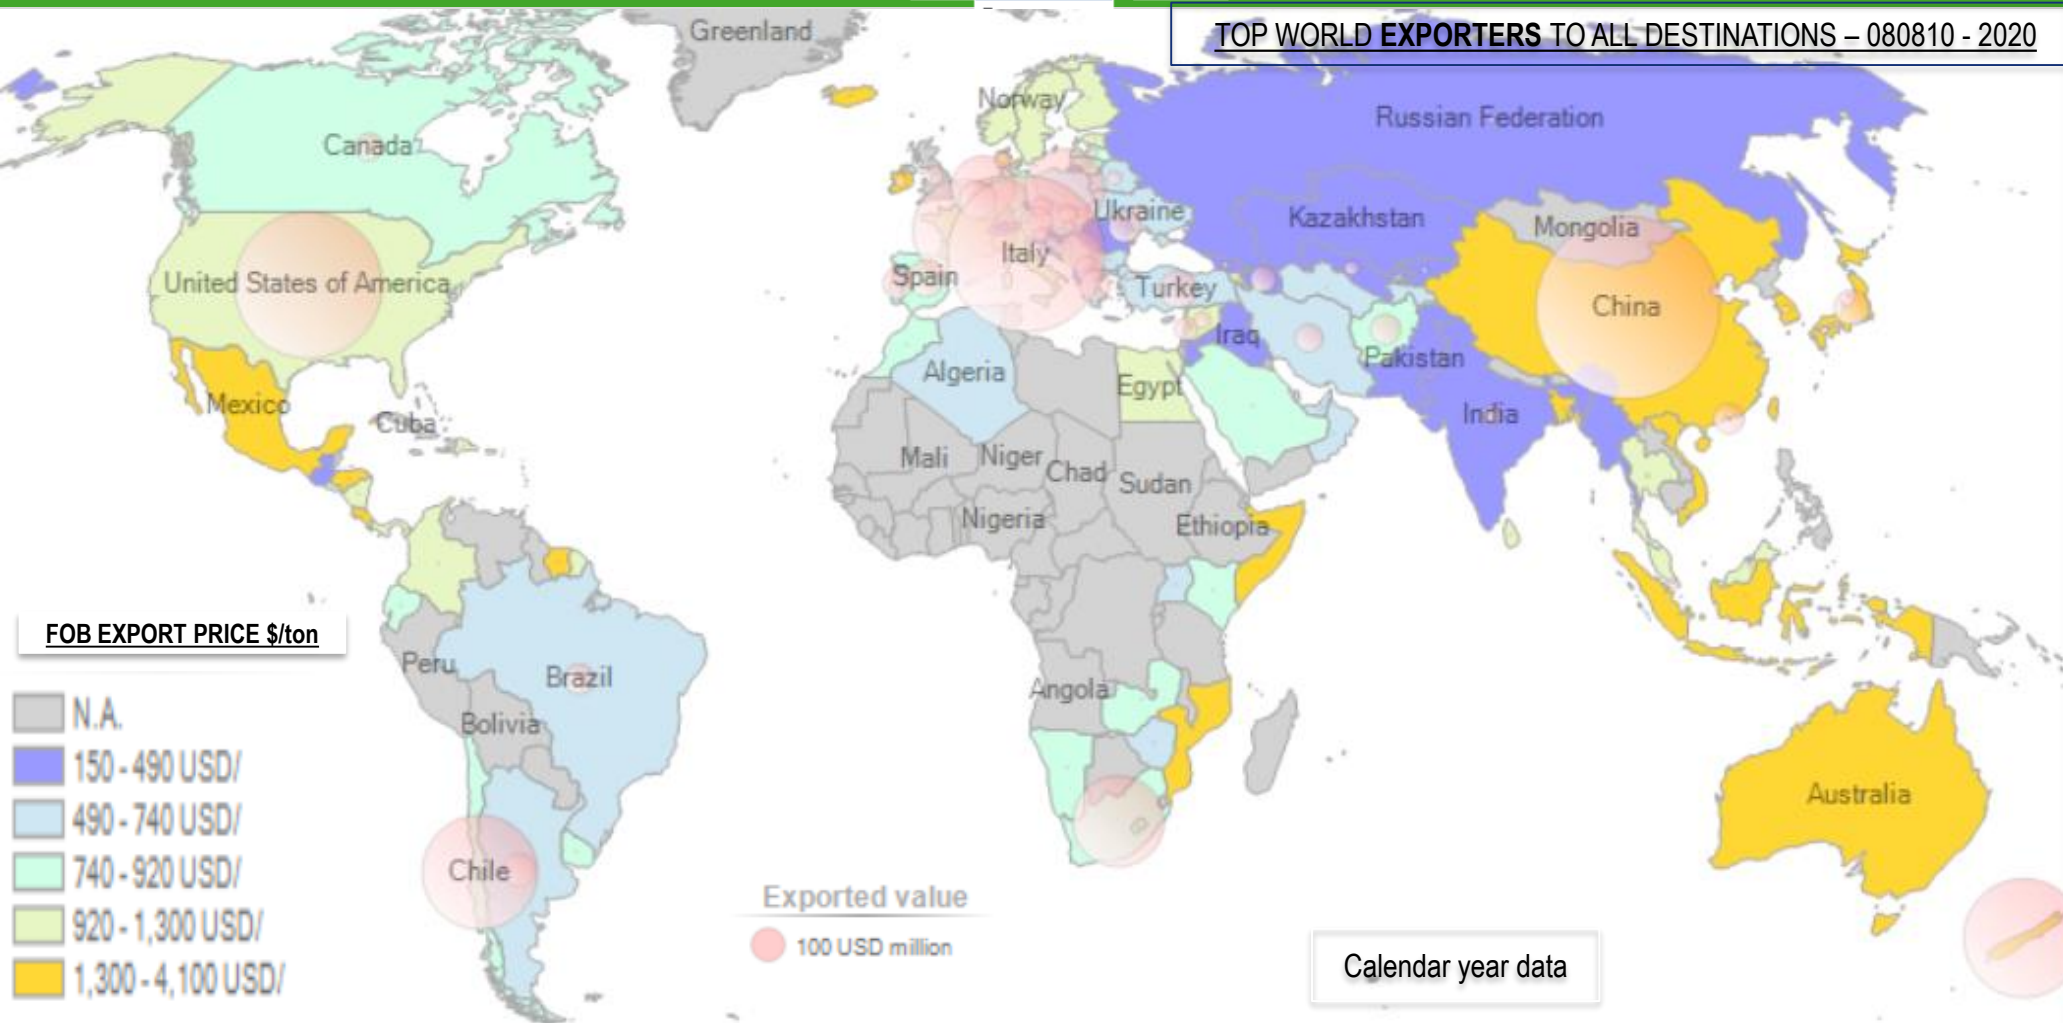 TOP WORLD EXPORTERS TO ALL DESTINATIONS – 080810 - 2020
Greenland
Norway
Russian Federation
Canada
Ukraine
Kazakhstan
Mongolia
Italy
Spain
United States of America
Turkey
China
Iraq
Pakistan
Algeria
Egypt
Mexico
Cuba
India
Mali
Niger
Chad
Sudan
Nigeria
Ethiopia
FOB EXPORT PRICE $/ton
Peru
Brazil
Angola
Bolivia
N.A.
150 - 490 USD/
490 - 740 USD/
740 - 920 USD/
920 - 1,300 USD/
1,300 - 4,100 USD/
Australia
Chile
Exported value
100 USD million
Calendar year data